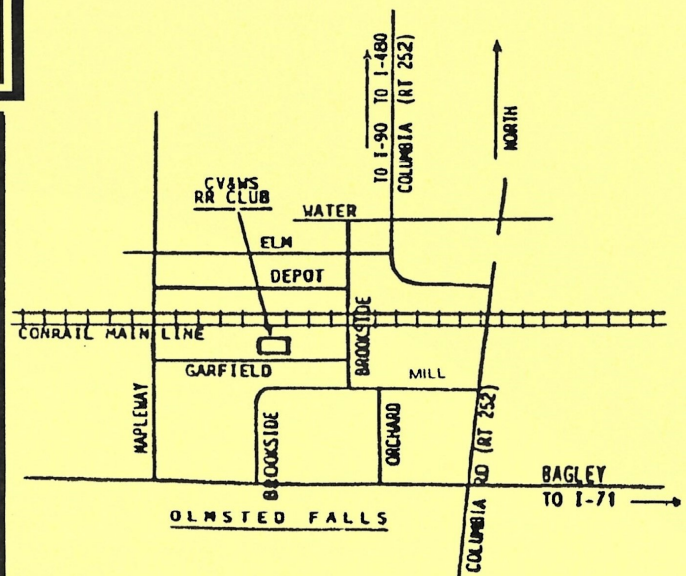 TO I-90 TO I-480
COLUMBIA (RT 252)
NORTH
CV&WS
RR CLUB
WATER
ELM
DEPOT
BROOKSIDE
CONRAIL MAIN LINE
GARFIELD
MILL
MAPLEWAY
BROOKSIDE
ORCHARD
COLUMBIA RD (RT 252)
BAGLEY
TO I-71
OLMSTED FALLS